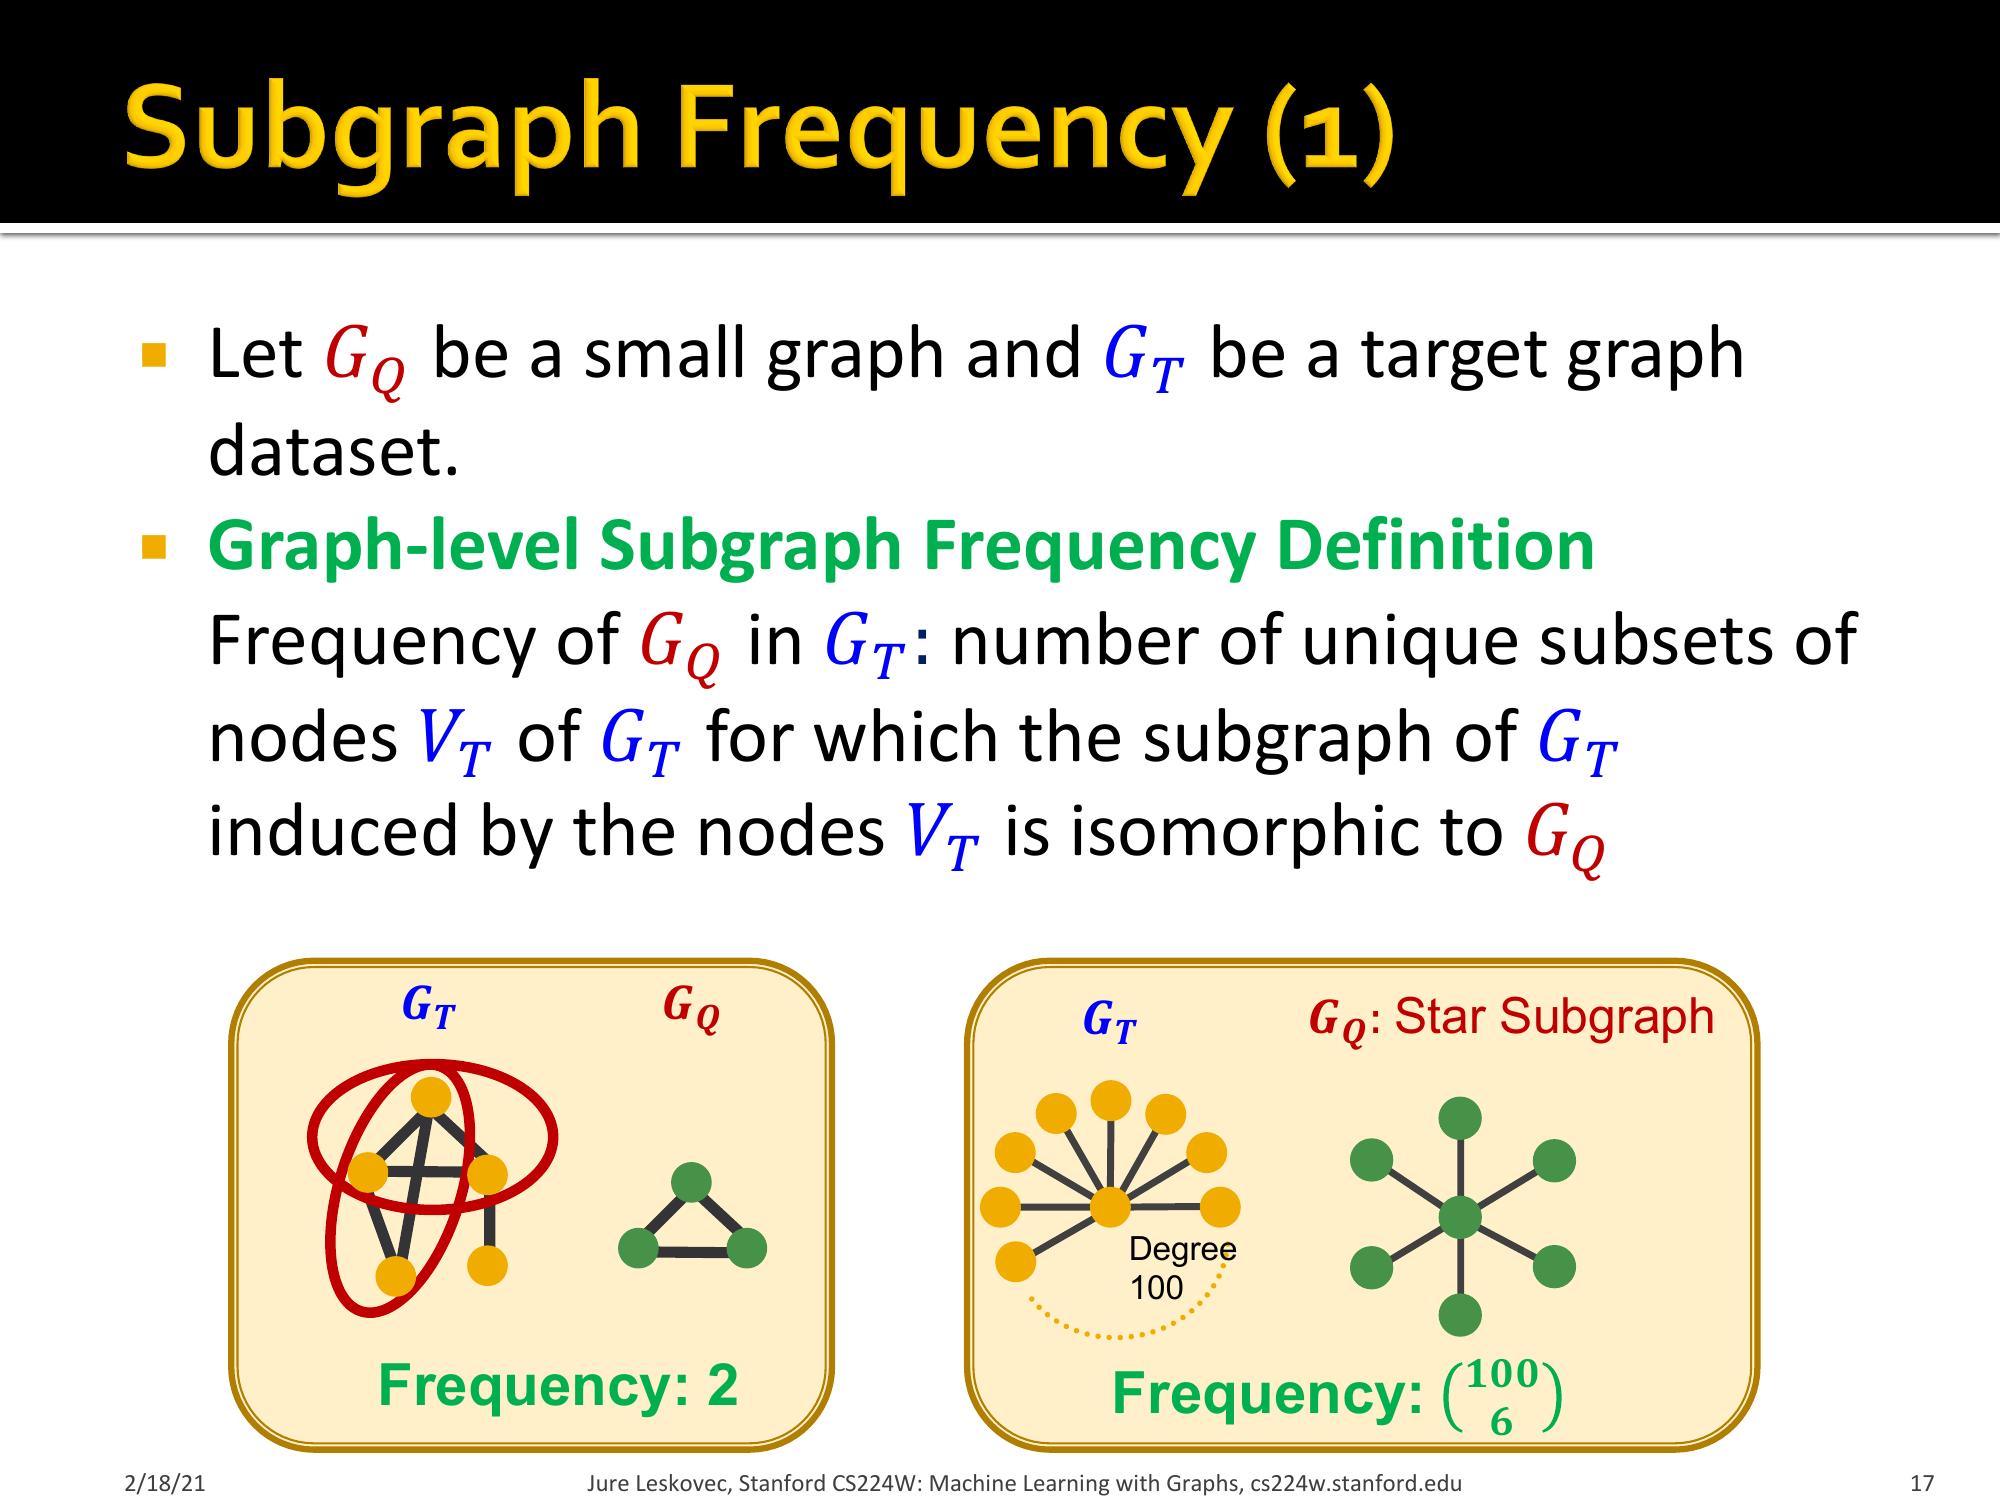 Subgraph Frequency (1)
Let G_Q be a small graph and G_T be a target graph
dataset.
Graph-level Subgraph Frequency Definition
Frequency of G_Q in G_T: number of unique subsets of
nodes V_T of G_T for which the subgraph of G_T
induced by the nodes V_T is isomorphic to G_Q
G_T
G_Q
Frequency: 2
G_T
G_Q: Star Subgraph
Degree
100
Frequency: (100
6)
2/18/21
Jure Leskovec, Stanford CS224W: Machine Learning with Graphs, cs224w.stanford.edu
17